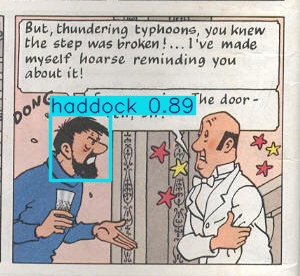 But, thundering typhoons, you knew
the step was broken!... I've made
myself hoarse reminding you
about it!
DONG
haddock 0.89
The door-